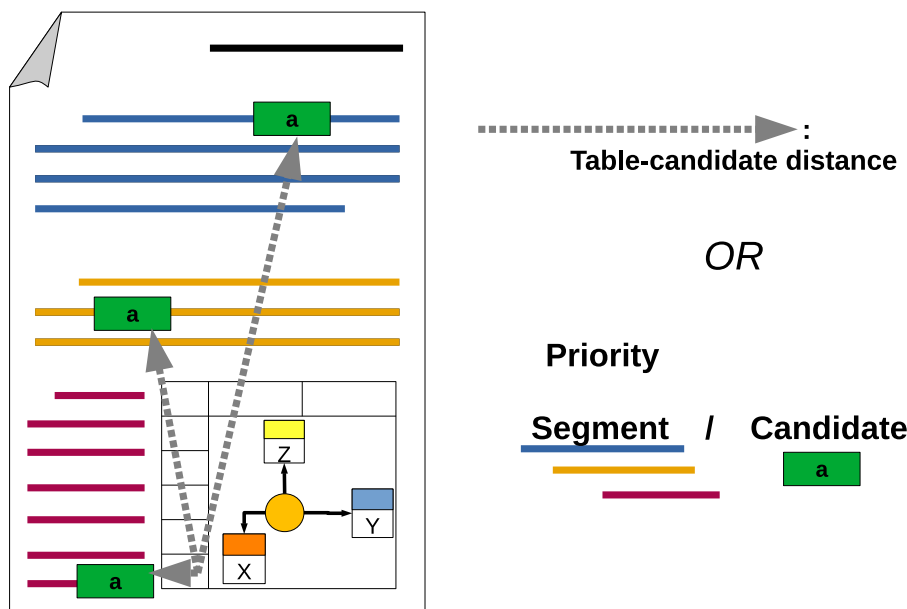 a
a
a
Z
Y
X
:
Table-candidate distance
OR
Priority
Segment / Candidate
a